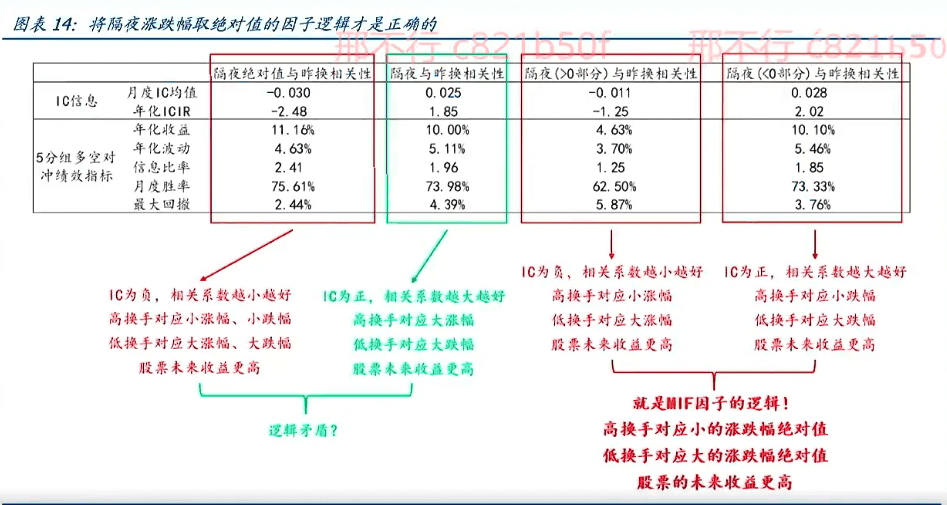 图表 14：将隔夜涨跌幅取绝对值的因子逻辑才是正确的
那不行 c821b50f
那不行 c821b50
隔夜绝对值与昨换相关性 隔夜与昨换相关性 隔夜(>0部分)与昨换相关性 隔夜(<0部分)与昨换相关性
IC信息
月度IC均值 -0.030 0.025 -0.011 0.028
年化ICIR -2.48 1.85 -1.25 2.02
5分组多空对冲绩效指标
年化收益 11.16% 10.00% 4.63% 10.10%
年化波动 4.63% 5.11% 3.70% 5.46%
信息比率 2.41 1.96 1.25 1.85
月度胜率 75.61% 73.98% 62.50% 73.33%
最大回撤 2.44% 4.39% 5.87% 3.76%
IC为负，相关系数越小越好
高换手对应小涨幅、小跌幅
低换手对应大涨幅、大跌幅
股票未来收益更高
IC为正，相关系数越大越好
高换手对应大涨幅
低换手对应大跌幅
股票未来收益更高
逻辑矛盾？
IC为负、相关系数越小越好
高换手对应小涨幅
低换手对应大涨幅
股票未来收益更高
IC为正，相关系数越大越好
高换手对应小跌幅
低换手对应大跌幅
股票未来收益更高
就是MIF因子的逻辑！
高换手对应小的涨跌幅绝对值
低换手对应大的涨跌幅绝对值
股票的未来收益更高